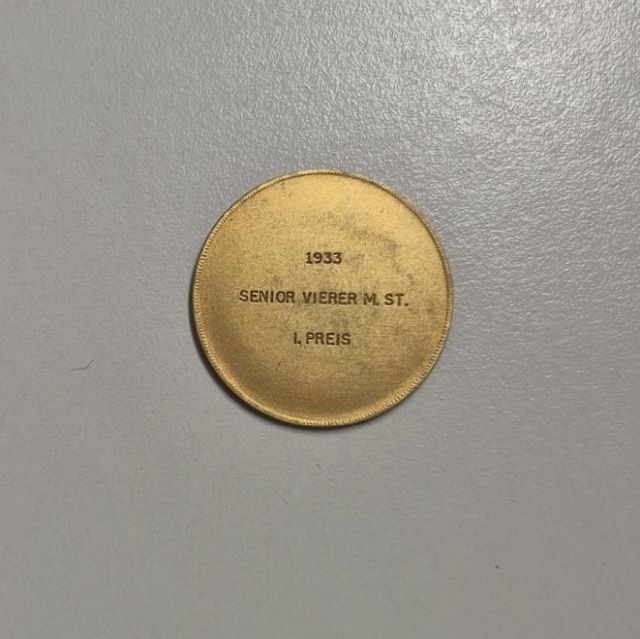 1933
SENIOR VIERER M. ST.
I. PREIS